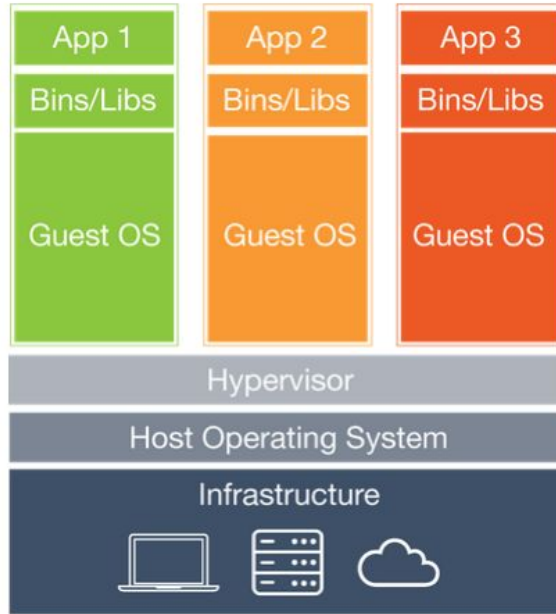 App 1 App 2 App 3
Bins/Libs Bins/Libs Bins/Libs
Guest OS Guest OS Guest OS
Hypervisor
Host Operating System
Infrastructure